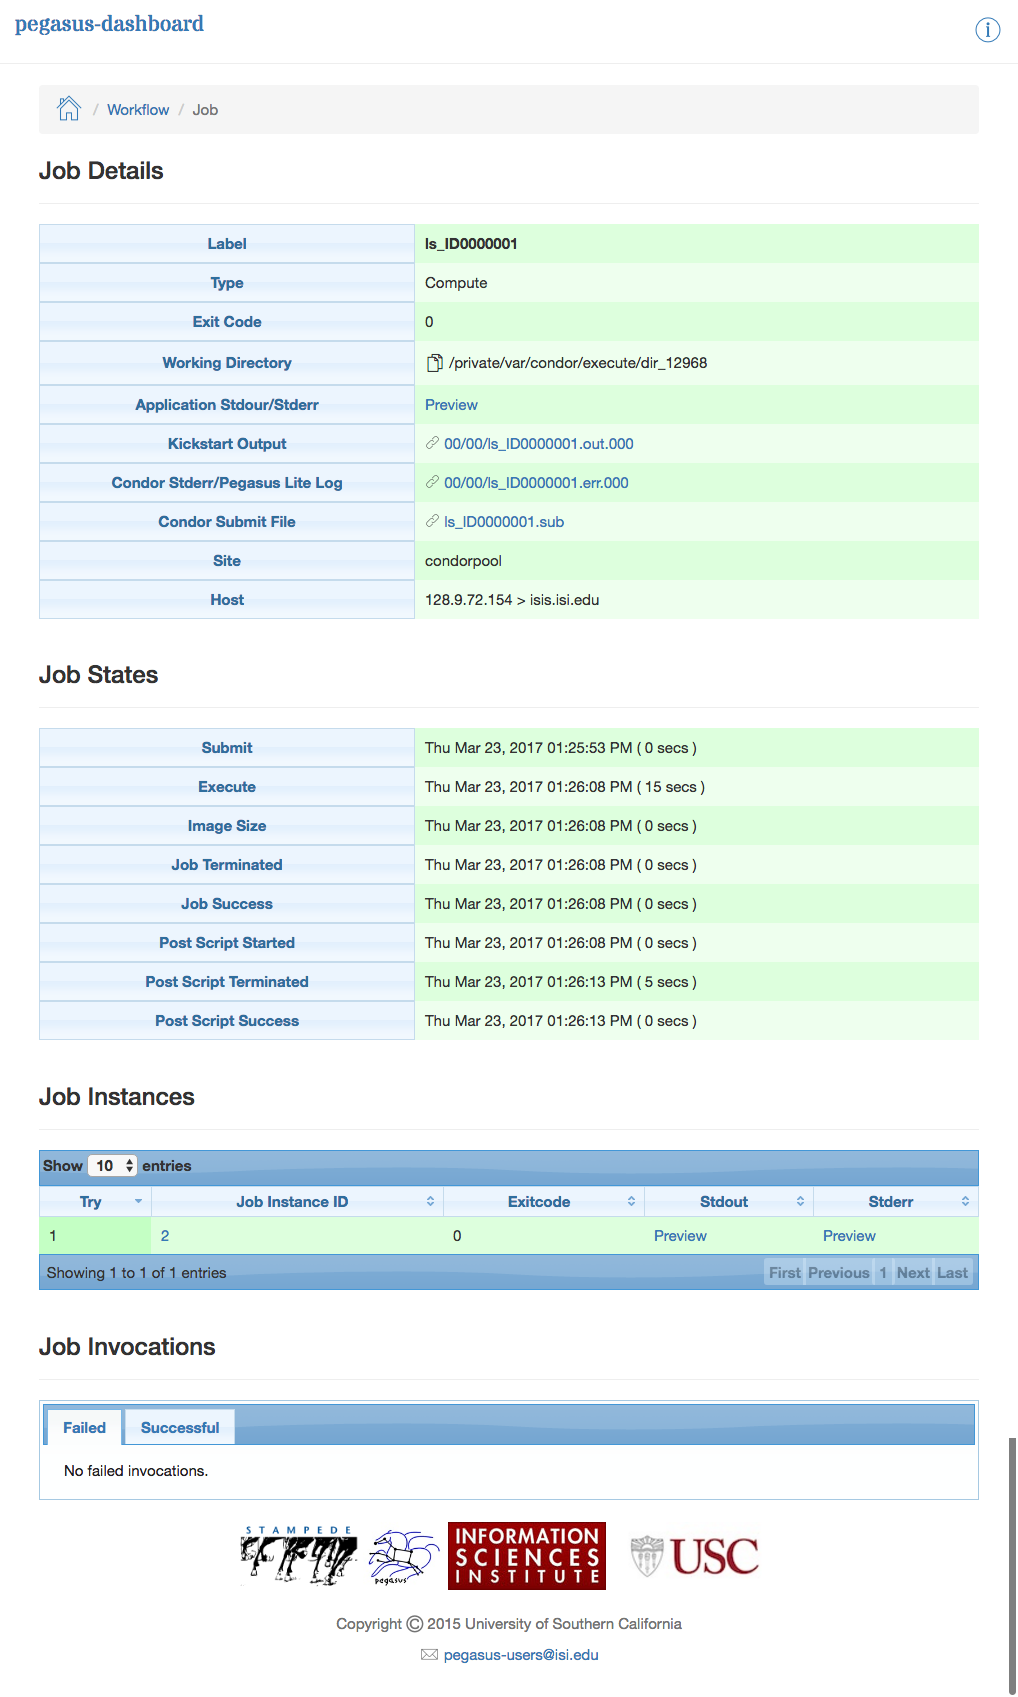 pegasus-dashboard
i
/ Workflow / Job
Job Details
Label ls_ID0000001
Type Compute
Exit Code 0
Working Directory /private/var/condor/execute/dir_12968
Application Stdour/Stderr Preview
Kickstart Output 00/00/ls_ID0000001.out.000
Condor Stderr/Pegasus Lite Log 00/00/ls_ID0000001.err.000
Condor Submit File ls_ID0000001.sub
Site condorpool
Host 128.9.72.154 > isis.isi.edu
Job States
Submit Thu Mar 23, 2017 01:25:53 PM ( 0 secs )
Execute Thu Mar 23, 2017 01:26:08 PM ( 15 secs )
Image Size Thu Mar 23, 2017 01:26:08 PM ( 0 secs )
Job Terminated Thu Mar 23, 2017 01:26:08 PM ( 0 secs )
Job Success Thu Mar 23, 2017 01:26:08 PM ( 0 secs )
Post Script Started Thu Mar 23, 2017 01:26:08 PM ( 0 secs )
Post Script Terminated Thu Mar 23, 2017 01:26:13 PM ( 5 secs )
Post Script Success Thu Mar 23, 2017 01:26:13 PM ( 0 secs )
Job Instances
Show 10 entries
Try Job Instance ID Exitcode Stdout Stderr
1 2 0 Preview Preview
Showing 1 to 1 of 1 entries First Previous 1 Next Last
Job Invocations
Failed Successful
No failed invocations.
STAMPEDE
pegasus
INFORMATION
SCIENCES
INSTITUTE
USC
Copyright © 2015 University of Southern California
pegasus-users@isi.edu